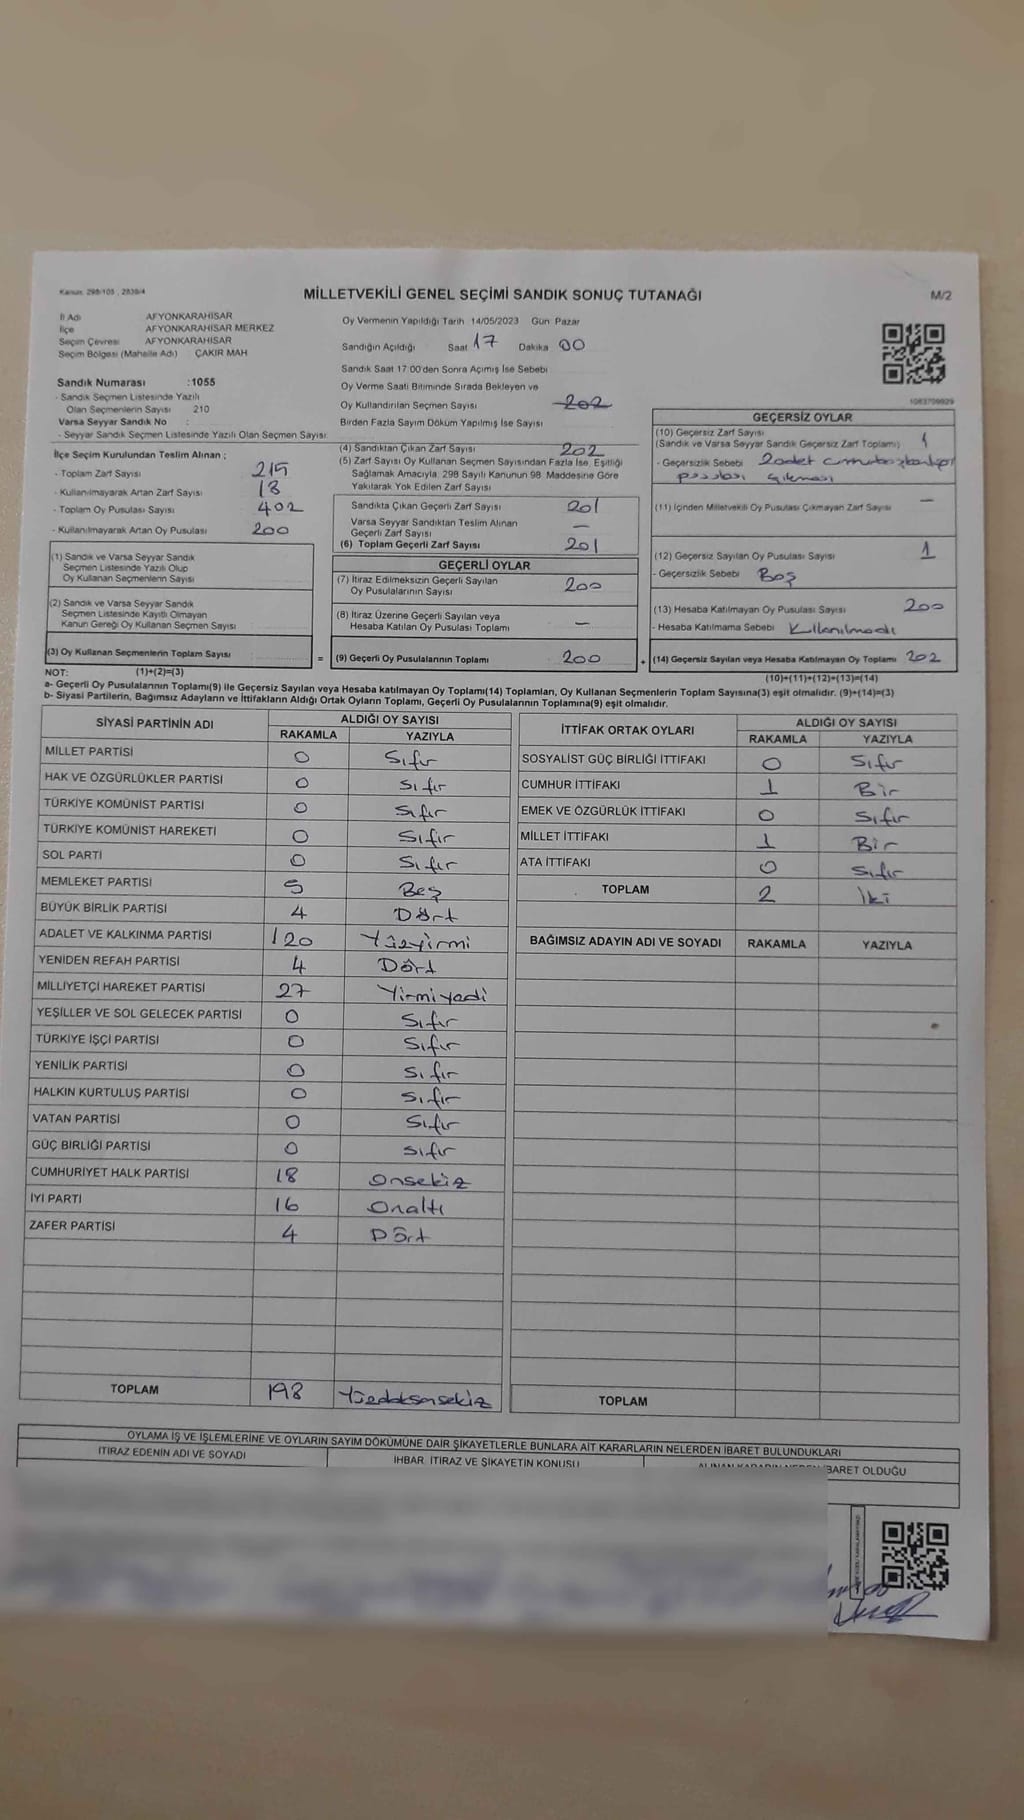 Kanun: 298/105 , 2839/4
MİLLETVEKİLİ GENEL SEÇİMİ SANDIK SONUÇ TUTANAĞI
M/2
İl Adı AFYONKARAHİSAR
İlçe AFYONKARAHİSAR MERKEZ
Seçim Çevresi AFYONKARAHİSAR
Seçim Bölgesi (Mahalle Adı) ÇAKIR MAH
Oy Vermenin Yapıldığı Tarih 14/05/2023 Gün Pazar
Sandığın Açıldığı Saat 17 Dakika 00
Sandık Saat 17:00'den Sonra Açımış İse Sebebi
Oy Verme Saati Bitiminde Sırada Bekleyen ve
Oy Kullandırılan Seçmen Sayısı 202
Birden Fazla Sayım Döküm Yapılmış İse Sayısı
1063709929
Sandık Numarası :1055
- Sandık Seçmen Listesinde Yazılı
Olan Seçmenlerin Sayısı 210
Varsa Seyyar Sandık No :
- Seyyar Sandık Seçmen Listesinde Yazılı Olan Seçmen Sayısı:
İlçe Seçim Kurulundan Teslim Alınan :
- Toplam Zarf Sayısı 215
- Kullanılmayarak Artan Zarf Sayısı 13
- Toplam Oy Pusulası Sayısı 402
- Kullanılmayarak Artan Oy Pusulası 200
(1) Sandık ve Varsa Seyyar Sandık
Seçmen Listesinde Yazılı Olup
Oy Kullanan Seçmenlerin Sayısı
(2) Sandık ve Varsa Seyyar Sandık
Seçmen Listesinde Kayıtlı Olmayan
Kanun Gereği Oy Kullanan Seçmen Sayısı
(3) Oy Kullanan Seçmenlerin Toplam Sayısı
(1)+(2)=(3)
(4) Sandıktan Çıkan Zarf Sayısı 202
(5) Zarf Sayısı Oy Kullanan Seçmen Sayısından Fazla İse, Eşitliği
Sağlamak Amacıyla, 298 Sayılı Kanunun 98. Maddesine Göre
Yakılarak Yok Edilen Zarf Sayısı
Sandıkta Çıkan Geçerli Zarf Sayısı 201
Varsa Seyyar Sandıktan Teslim Alınan
Geçerli Zarf Sayısı —
(6) Toplam Geçerli Zarf Sayısı 201
GEÇERLİ OYLAR
(7) İtiraz Edilmeksizin Geçerli Sayılan
Oy Pusulalarının Sayısı 200
(8) İtiraz Üzerine Geçerli Sayılan veya
Hesaba Katılan Oy Pusulası Toplamı —
= (9) Geçerli Oy Pusulalarının Toplamı 200 +
GEÇERSİZ OYLAR
(10) Geçersiz Zarf Sayısı
(Sandık ve Varsa Seyyar Sandık Geçersiz Zarf Toplamı) 1
- Geçersizlik Sebebi 2 adet
pusulası çıkması
(11) İçinden Milletvekili Oy Pusulası Çıkmayan Zarf Sayısı —
(12) Geçersiz Sayılan Oy Pusulası Sayısı 1
- Geçersizlik Sebebi Boş
(13) Hesaba Katılmayan Oy Pusulası Sayısı 200
- Hesaba Katılmama Sebebi Kullanılmadı
(14) Geçersiz Sayılan veya Hesaba Katılmayan Oy Toplamı 202
(10)+(11)+(12)+(13)=(14)
NOT:
a- Geçerli Oy Pusulalarının Toplamı(9) ile Geçersiz Sayılan veya Hesaba katılmayan Oy Toplamı(14) Toplamları, Oy Kullanan Seçmenlerin Toplam Sayısına(3) eşit olmalıdır. (9)+(14)=(3)
b- Siyasi Partilerin, Bağımsız Adayların ve İttifakların Aldığı Ortak Oyların Toplamı, Geçerli Oy Pusulalarının Toplamına(9) eşit olmalıdır.
SİYASİ PARTİNİN ADI ALDIĞI OY SAYISI
RAKAMLA YAZIYLA
MİLLET PARTİSİ 0 Sıfır
HAK VE ÖZGÜRLÜKLER PARTİSİ 0 Sıfır
TÜRKİYE KOMÜNİST PARTİSİ 0 Sıfır
TÜRKİYE KOMÜNİST HAREKETİ 0 Sıfır
SOL PARTİ 0 Sıfır
MEMLEKET PARTİSİ 5 Beş
BÜYÜK BİRLİK PARTİSİ 4 Dört
ADALET VE KALKINMA PARTİSİ 120 Yüzyirmi
YENİDEN REFAH PARTİSİ 4 Dört
MİLLİYETÇİ HAREKET PARTİSİ 27 Yirmiyedi
YEŞİLLER VE SOL GELECEK PARTİSİ 0 Sıfır
TÜRKİYE İŞÇİ PARTİSİ 0 Sıfır
YENİLİK PARTİSİ 0 Sıfır
HALKIN KURTULUŞ PARTİSİ 0 Sıfır
VATAN PARTİSİ 0 Sıfır
GÜÇ BİRLİĞİ PARTİSİ 0 Sıfır
CUMHURİYET HALK PARTİSİ 18 Onsekiz
İYİ PARTİ 16 Onaltı
ZAFER PARTİSİ 4 Dört
TOPLAM 198 Yüzdoksansekiz
İTTİFAK ORTAK OYLARI ALDIĞI OY SAYISI
RAKAMLA YAZIYLA
SOSYALİST GÜÇ BİRLİĞİ İTTİFAKI 0 Sıfır
CUMHUR İTTİFAKI 1 Bir
EMEK VE ÖZGÜRLÜK İTTİFAKI 0 Sıfır
MİLLET İTTİFAKI 1 Bir
ATA İTTİFAKI 0 Sıfır
TOPLAM 2 İki
BAĞIMSIZ ADAYIN ADI VE SOYADI RAKAMLA YAZIYLA
TOPLAM
OYLAMA İŞ VE İŞLEMLERİNE VE OYLARIN SAYIM DÖKÜMÜNE DAİR ŞİKAYETLERLE BUNLARA AİT KARARLARIN NELERDEN İBARET BULUNDUKLARI
İTİRAZ EDENİN ADI VE SOYADI İHBAR, İTİRAZ VE ŞİKAYETİN KONUSU ALINAN KARARIN NEDEN İBARET OLDUĞU